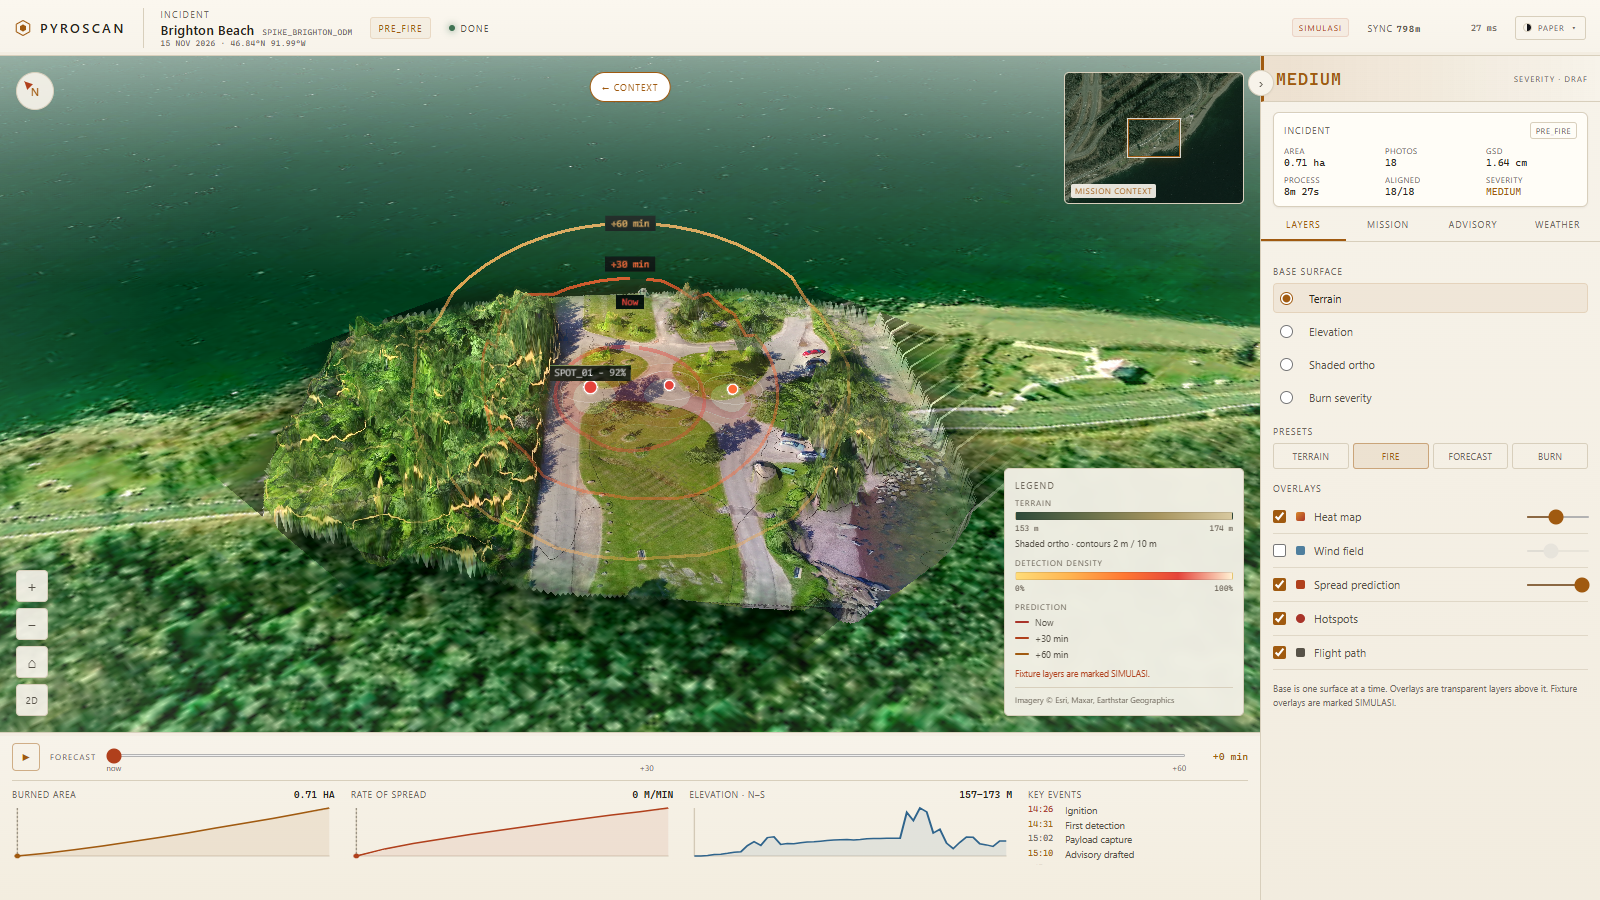 PYROSCAN
INCIDENT
Brighton Beach SPIKE_BRIGHTON_ODM
15 NOV 2026 · 46.84°N 91.99°W
PRE_FIRE
DONE
SIMULASI
SYNC 798m
27 ms
PAPER
N
← CONTEXT
MISSION CONTEXT
+60 min
+30 min
Now
SPOT_01 – 92%
+
−
2D
LEGEND
TERRAIN
153 m 174 m
Shaded ortho · contours 2 m / 10 m
DETECTION DENSITY
0% 100%
PREDICTION
Now
+30 min
+60 min
Fixture layers are marked SIMULASI.
Imagery © Esri, Maxar, Earthstar Geographics
MEDIUM
SEVERITY · DRAF
INCIDENT
PRE_FIRE
AREA PHOTOS GSD
0.71 ha 18 1.64 cm
PROCESS ALIGNED SEVERITY
8m 27s 18/18 MEDIUM
LAYERS MISSION ADVISORY WEATHER
BASE SURFACE
Terrain
Elevation
Shaded ortho
Burn severity
PRESETS
TERRAIN FIRE FORECAST BURN
OVERLAYS
Heat map
Wind field
Spread prediction
Hotspots
Flight path
Base is one surface at a time. Overlays are transparent layers above it. Fixture
overlays are marked SIMULASI.
FORECAST
now +30 +60
+0 min
BURNED AREA 0.71 HA
RATE OF SPREAD 0 M/MIN
ELEVATION · N–S 157–173 M
KEY EVENTS
14:26 Ignition
14:31 First detection
15:02 Payload capture
15:10 Advisory drafted